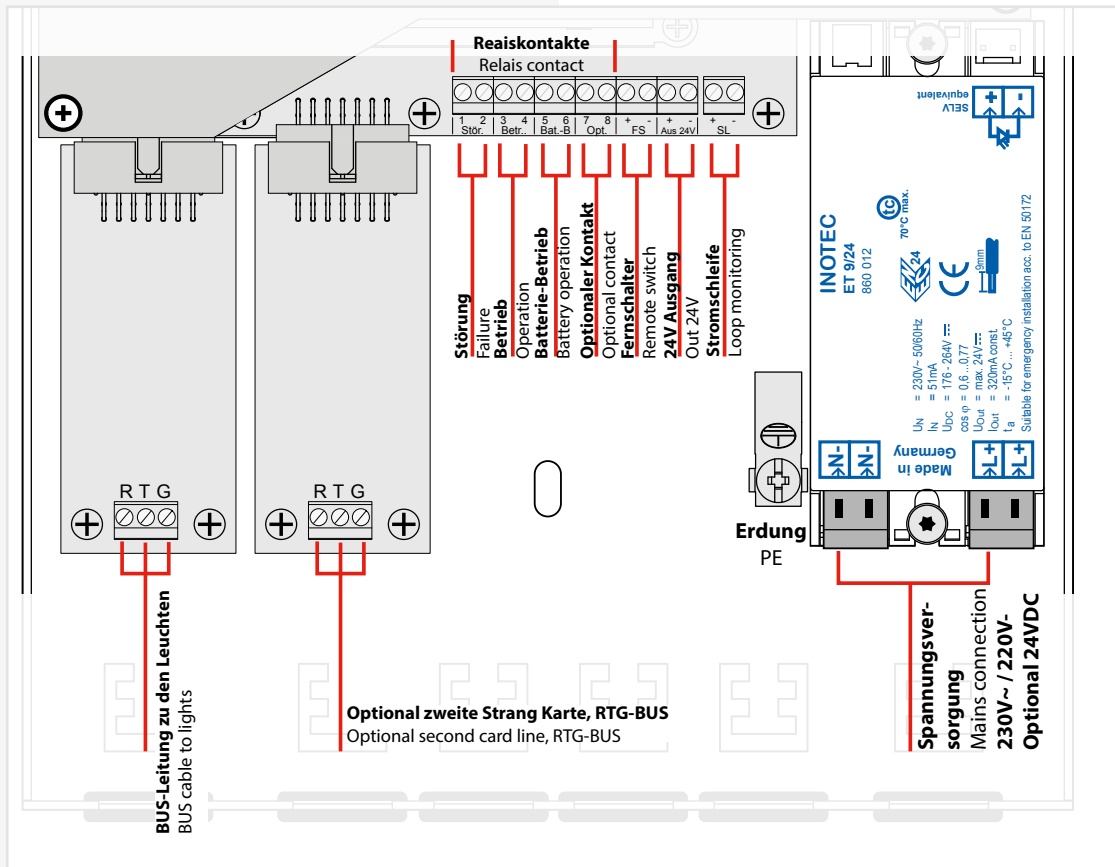 Reaiskontakte
Relais contact
1 2 3 4 5 6 7 8 + - + - + -
Stör. Betr.. Bat.-B Opt. FS Aus 24V SL
Störung
Failure
Betrieb
Operation
Batterie-Betrieb
Battery operation
Optionaler Kontakt
Optional contact
Fernschalter
Remote switch
24V Ausgang
Out 24V
Stromschleife
Loop monitoring
SELV
equivalent
+ -
INOTEC
ET 9/24
860 012
tc
70°C max.
24
CE
9mm
UN = 230V~ 50/60Hz
IN = 51mA
UDC = 176 - 264V
cos φ = 0,6 ...0,77
UOut = max. 24V
IOut = 320mA const.
ta = -15°C ... +45°C
Suitable for emergency installation acc. to EN 50172
N-
N-
Made in
Germany
L+
L+
R T G
R T G
Erdung
PE
BUS-Leitung zu den Leuchten
BUS cable to lights
Optional zweite Strang Karte, RTG-BUS
Optional second card line, RTG-BUS
Spannungsver-
sorgung
Mains connection
230V~ / 220V-
Optional 24VDC